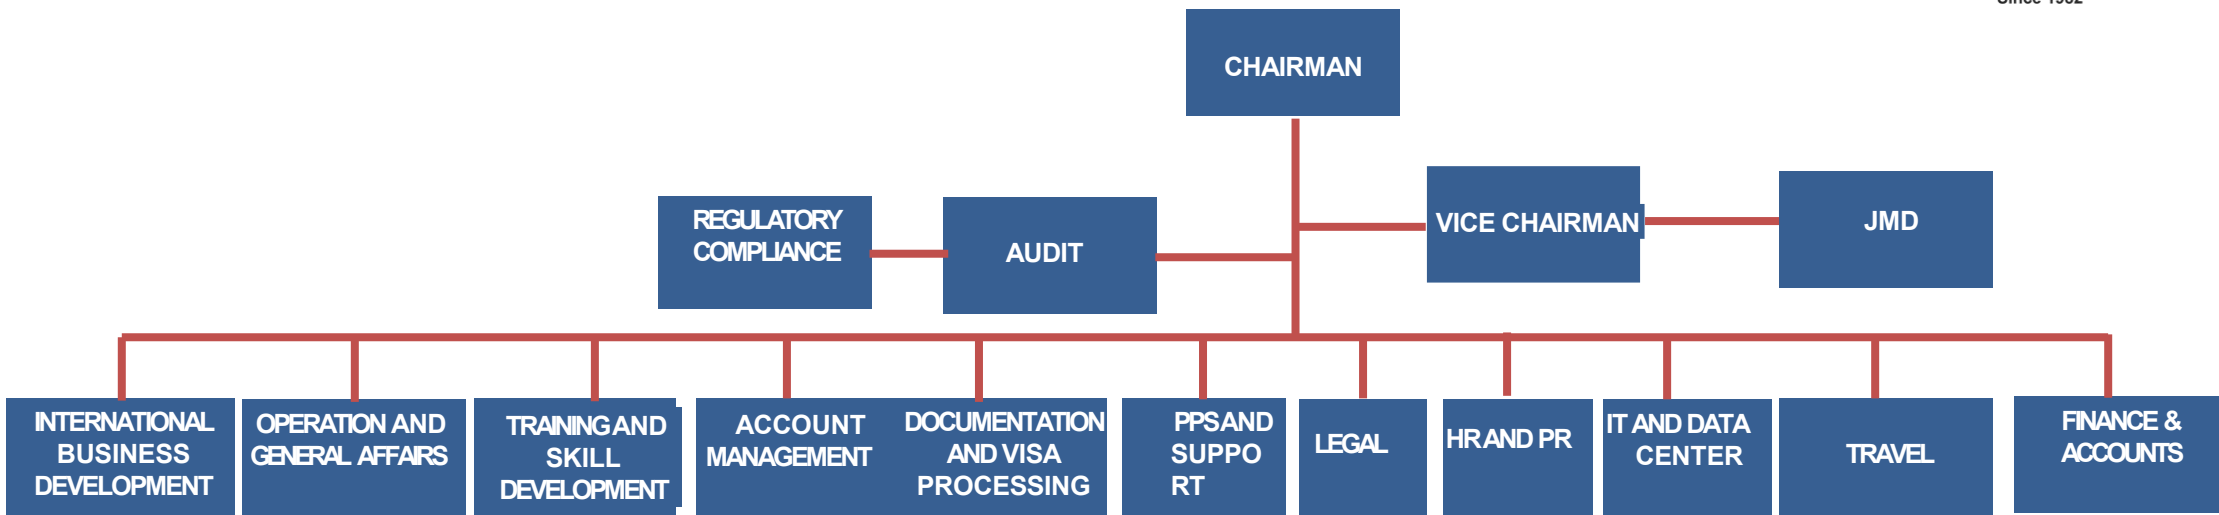 Since 1952
CHAIRMAN
REGULATORY
COMPLIANCE
AUDIT
VICE CHAIRMAN
JMD
INTERNATIONAL
BUSINESS
DEVELOPMENT
OPERATION AND
GENERAL AFFAIRS
TRAINING AND
SKILL
DEVELOPMENT
ACCOUNT
MANAGEMENT
DOCUMENTATION
AND VISA
PROCESSING
PPS AND
SUPPO
RT
LEGAL
HR AND PR
IT AND DATA
CENTER
TRAVEL
FINANCE &
ACCOUNTS